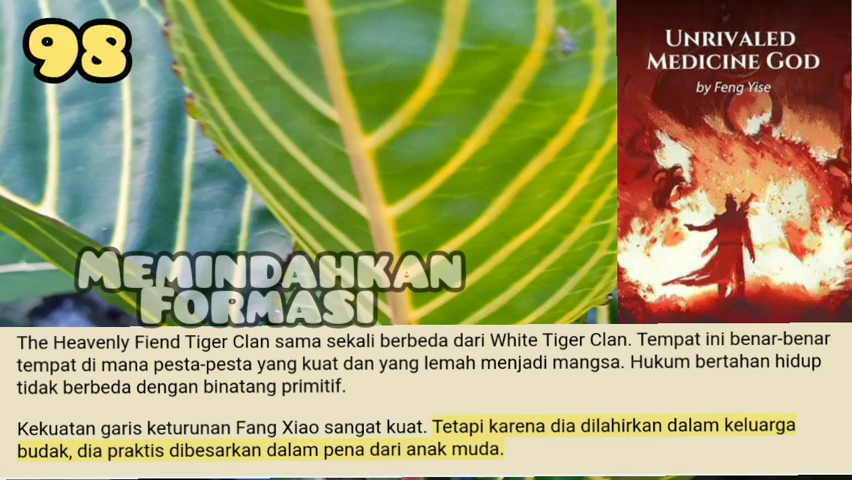 98
UNRIVALED
MEDICINE GOD
by Feng Yise
MEMINDAHKAN
FORMASI
The Heavenly Fiend Tiger Clan sama sekali berbeda dari White Tiger Clan. Tempat ini benar-benar
tempat di mana pesta-pesta yang kuat dan yang lemah menjadi mangsa. Hukum bertahan hidup
tidak berbeda dengan binatang primitif.
Kekuatan garis keturunan Fang Xiao sangat kuat. Tetapi karena dia dilahirkan dalam keluarga
budak, dia praktis dibesarkan dalam pena dari anak muda.